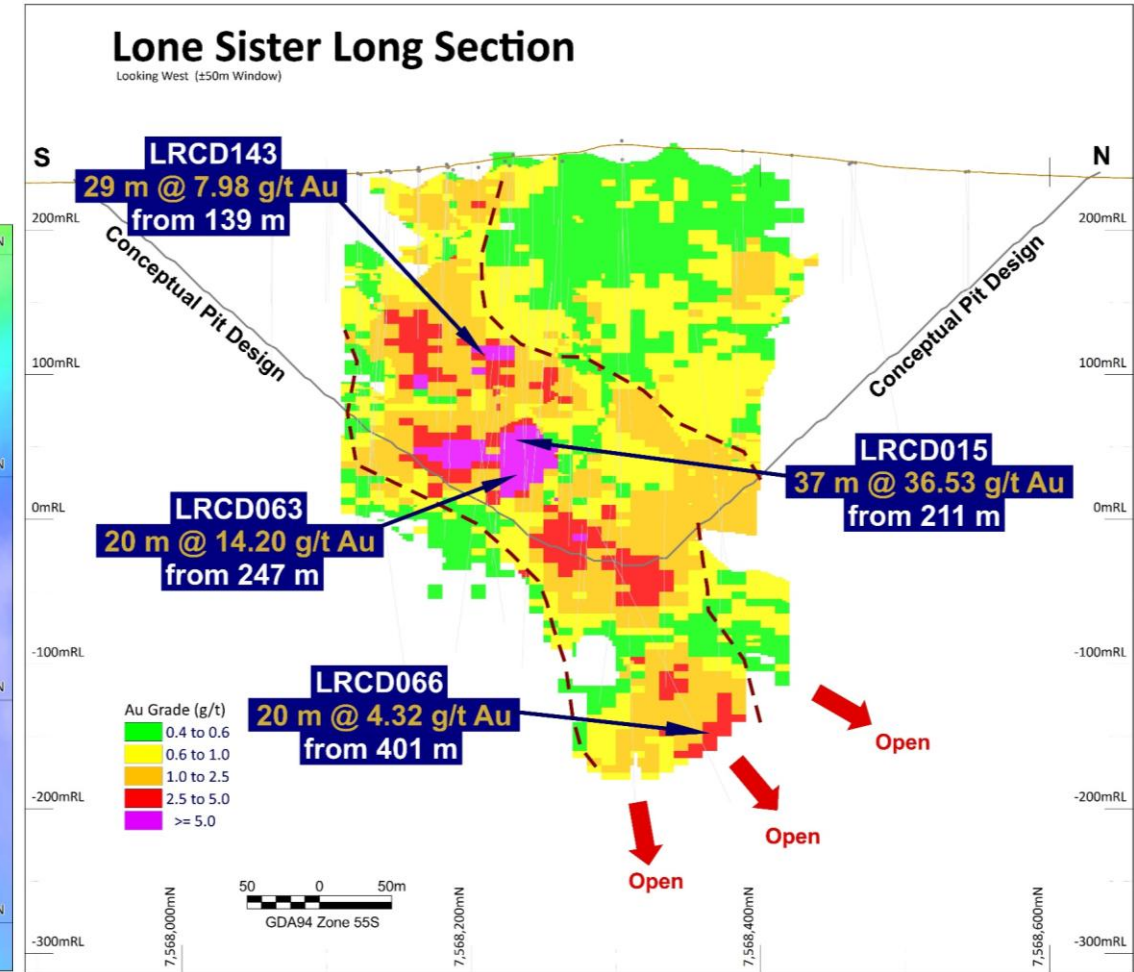 Lone Sister Long Section
Looking West (±50m Window)
S
N
LRCD143
29 m @ 7.98 g/t Au
from 139 m
200mRL
200mRL
Conceptual Pit Design
Conceptual Pit Design
100mRL
100mRL
LRCD015
37 m @ 36.53 g/t Au
from 211 m
LRCD063
20 m @ 14.20 g/t Au
from 247 m
0mRL
0mRL
-100mRL
-100mRL
LRCD066
20 m @ 4.32 g/t Au
from 401 m
Au Grade (g/t)
0.4 to 0.6
0.6 to 1.0
1.0 to 2.5
2.5 to 5.0
>= 5.0
Open
Open
Open
-200mRL
-200mRL
50 0 50m
GDA94 Zone 55S
7,568,000mN
7,568,200mN
7,568,400mN
7,568,600mN
-300mRL
-300mRL
N
N
N
N